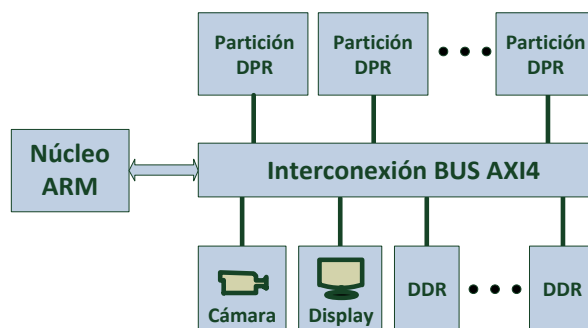 Partición
DPR
Partición
DPR
Partición
DPR
Núcleo
ARM
Interconexión BUS AXI4
Cámara
Display
DDR
DDR